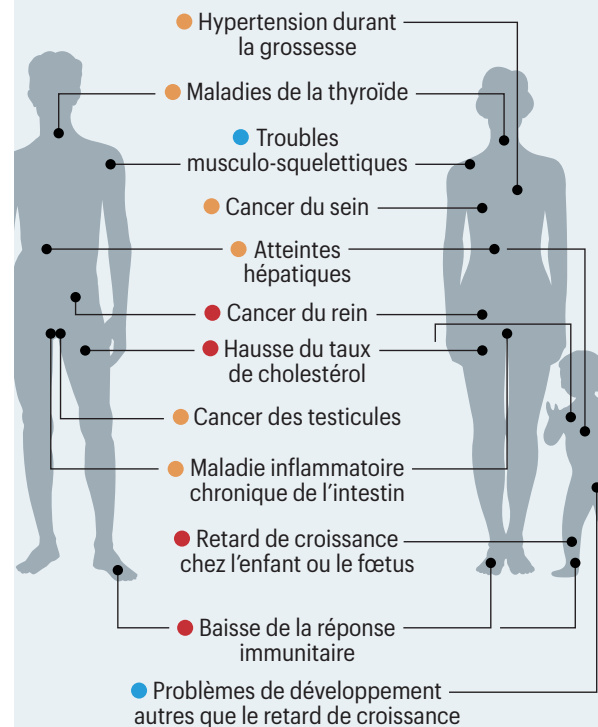 Hypertension durant
la grossesse
Maladies de la thyroïde
Troubles
musculo-squelettiques
Cancer du sein
Atteintes
hépatiques
Cancer du rein
Hausse du taux
de cholestérol
Cancer des testicules
Maladie inflammatoire
chronique de l'intestin
Retard de croissance
chez l'enfant ou le fœtus
Baisse de la réponse
immunitaire
Problèmes de développement
autres que le retard de croissance